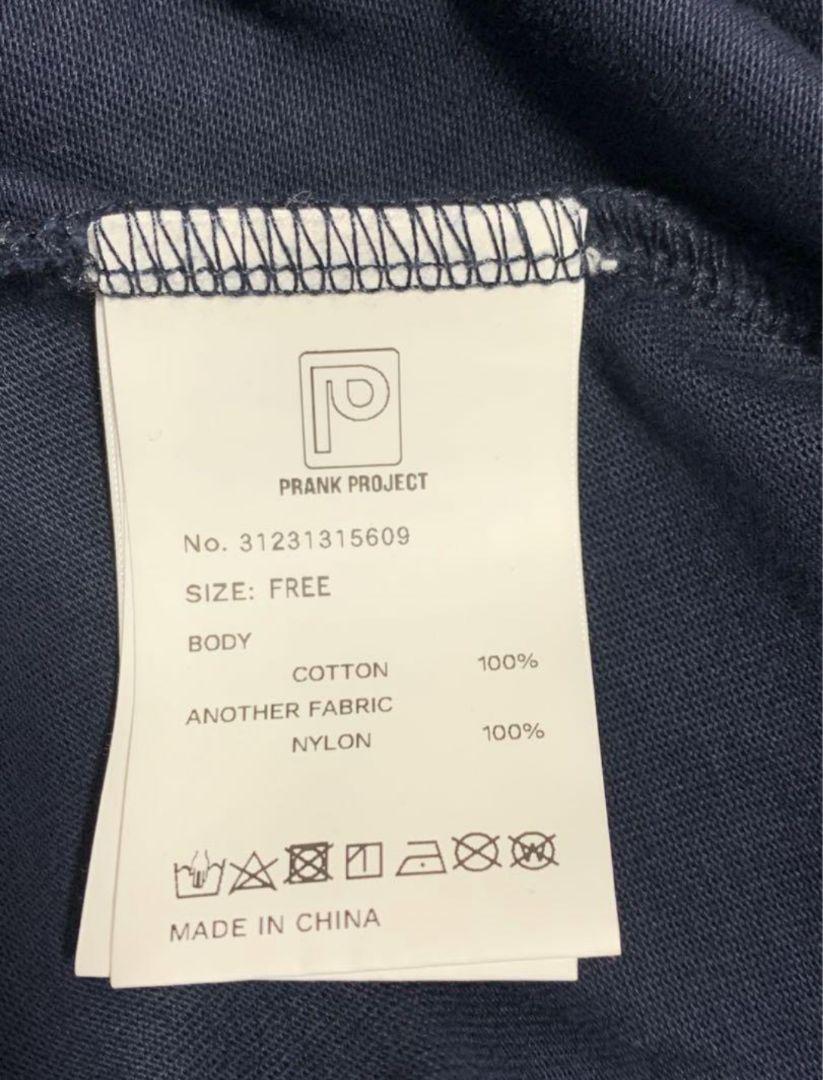 PRANK PROJECT
No. 31231315609
SIZE: FREE
BODY
COTTON 100%
ANOTHER FABRIC
NYLON 100%
MADE IN CHINA